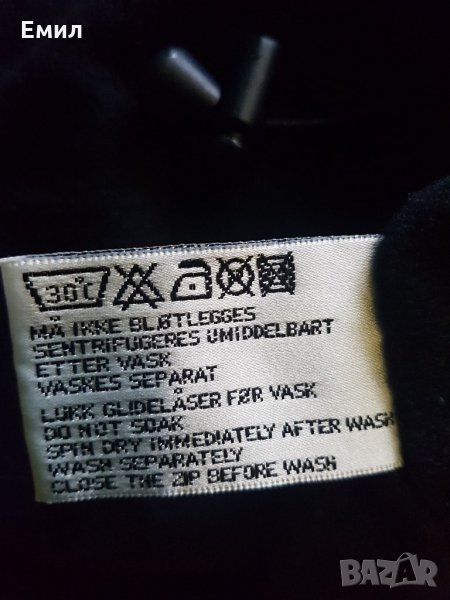 Емил
30°C
MÅ IKKE BLØTLEGGES
SENTRIFUGERES UMIDDELBART
ETTER VASK
VASKES SEPARAT
LUKK GLIDELÅSER FØR VASK
DO NOT SOAK
SPIN DRY IMMEDIATELY AFTER WASH
WASH SEPARATELY
CLOSE THE ZIP BEFORE WASH
BAZAR